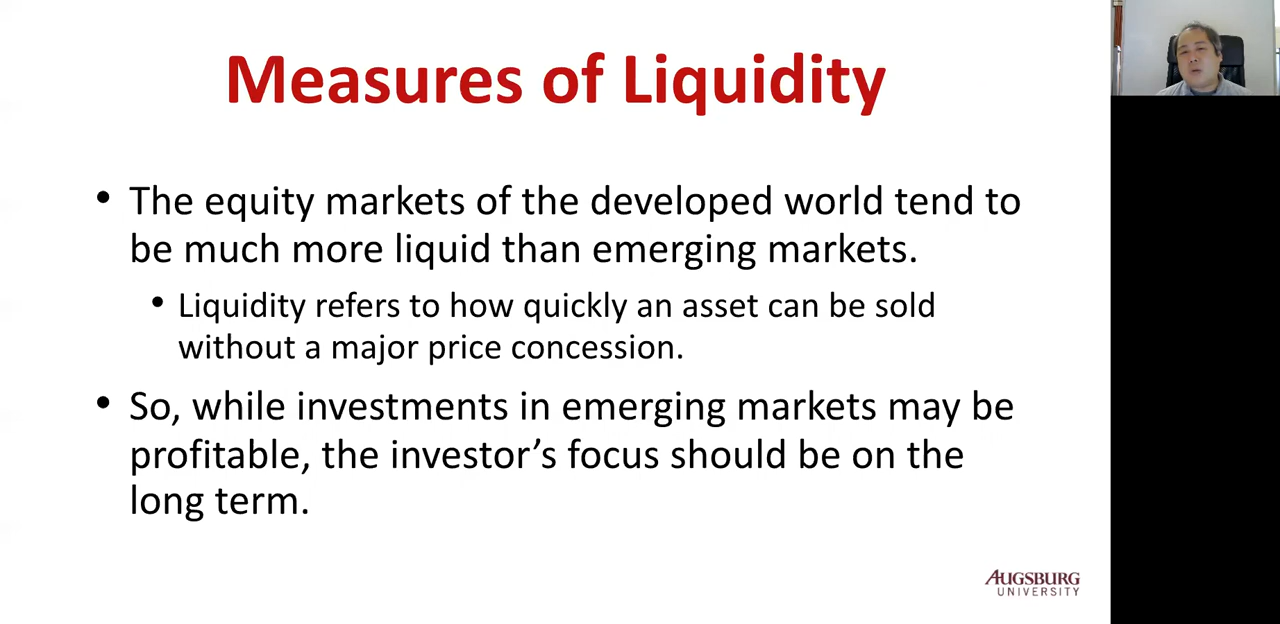 Measures of Liquidity
• The equity markets of the developed world tend to
be much more liquid than emerging markets.
• Liquidity refers to how quickly an asset can be sold
without a major price concession.
• So, while investments in emerging markets may be
profitable, the investor’s focus should be on the
long term.
AUGSBURG
UNIVERSITY